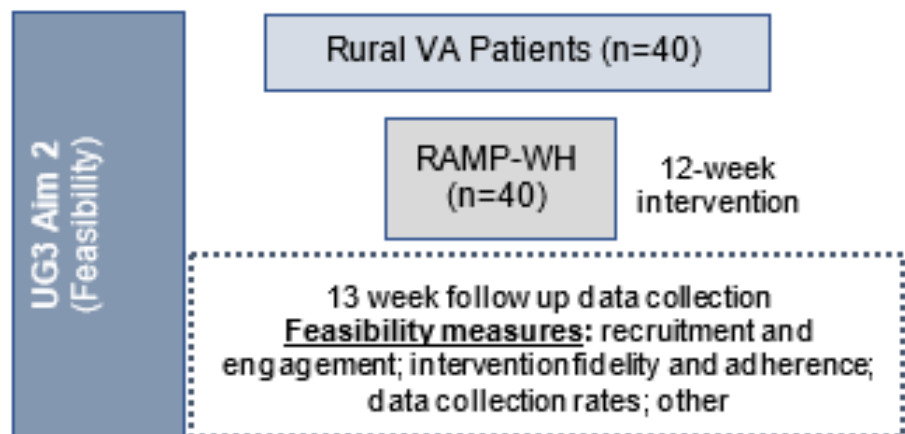 UG3 Aim 2
(Feasibility)
Rural VA Patients (n=40)
RAMP-WH
(n=40)
12-week
intervention
13 week follow up data collection
Feasibility measures: recruitment and
engagement; intervention fidelity and adherence;
data collection rates; other